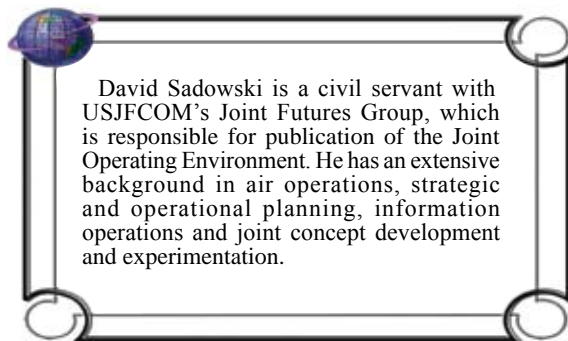 David Sadowski is a civil servant with
USJFCOM's Joint Futures Group, which
is responsible for publication of the Joint
Operating Environment. He has an extensive
background in air operations, strategic
and operational planning, information
operations and joint concept development
and experimentation.